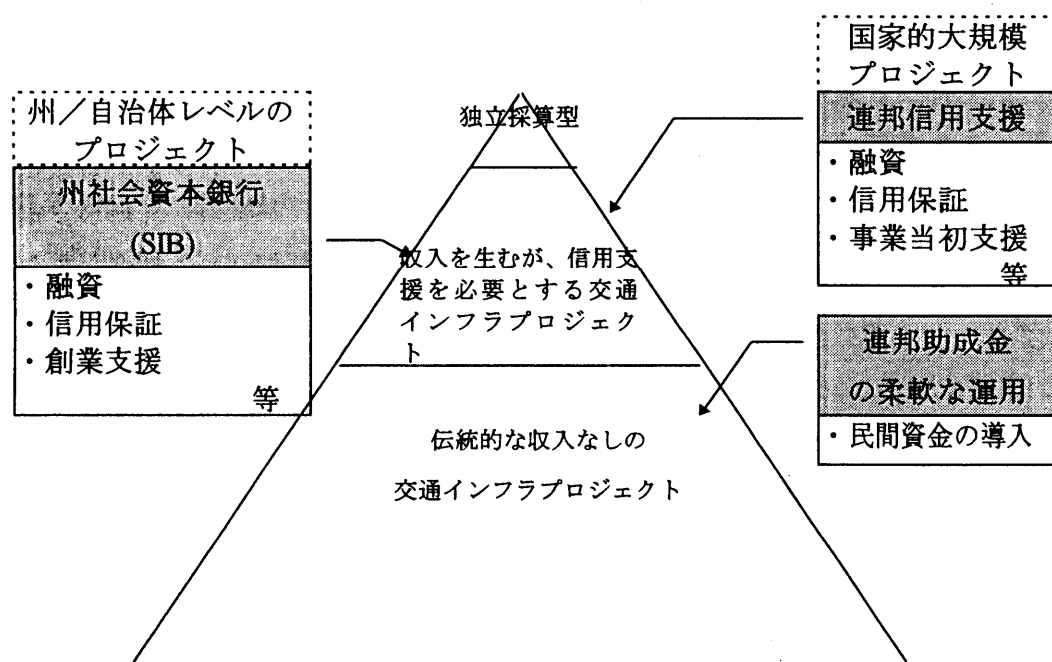 州／自治体レベルの
プロジェクト
州社会資本銀行
(SIB)
・融資
・信用保証
・創業支援
等
独立採算型
収入を生むが、信用支
援を必要とする交通
インフラプロジェク
ト
伝統的な収入なしの
交通インフラプロジェクト
国家的大規模
プロジェクト
連邦信用支援
・融資
・信用保証
・事業当初支援
等
連邦助成金
の柔軟な運用
・民間資金の導入